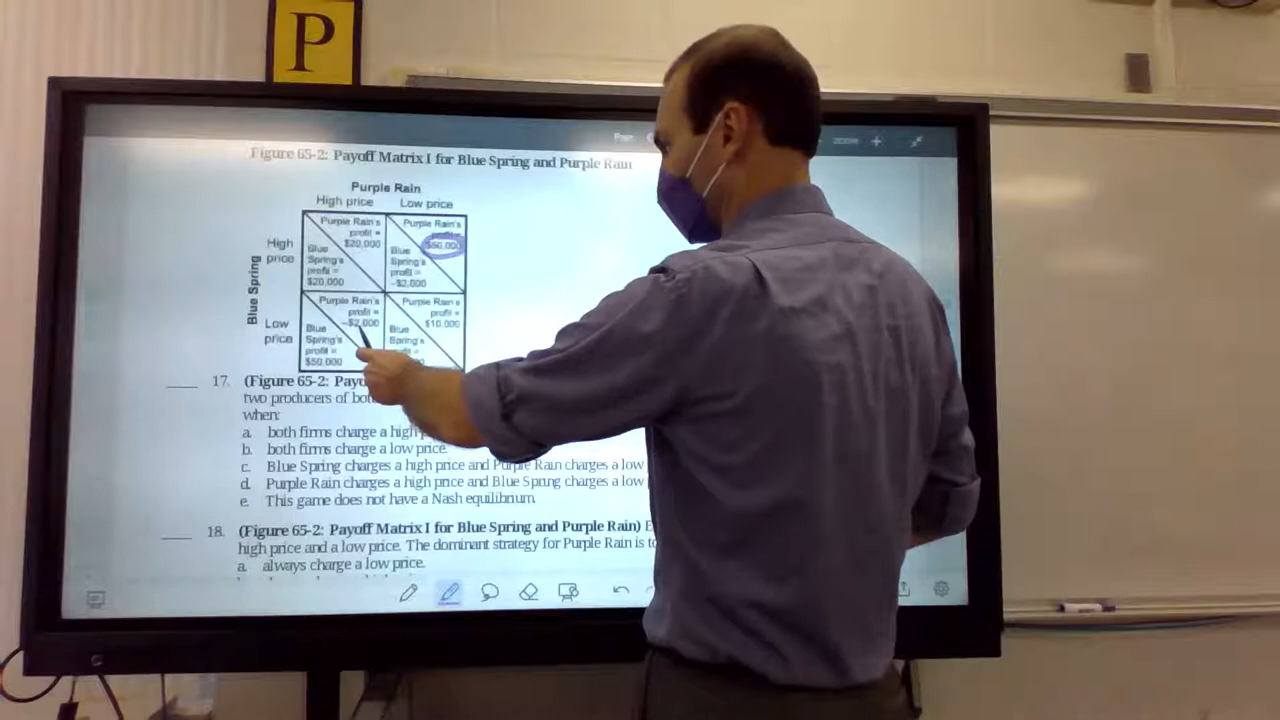 P
Page
ZOOM
Figure 65-2: Payoff Matrix I for Blue Spring and Purple Rain
Purple Rain
High price Low price
Blue Spring
High price
Purple Rain's profit = $20,000
Blue Spring's profit = $20,000
Purple Rain's profit = $50,000
Blue Spring's profit = -$2,000
Low price
Purple Rain's profit = -$2,000
Blue Spring's profit = $50,000
Purple Rain's profit = $10,000
Blue Spring's
17. (Figure 65-2: Payo
two producers of bot
when:
a. both firms charge a high
b. both firms charge a low price.
c. Blue Spring charges a high price and Purple Rain charges a low
d. Purple Rain charges a high price and Blue Spring charges a low
e. This game does not have a Nash equilibrium
18. (Figure 65-2: Payoff Matrix I for Blue Spring and Purple Rain) E
high price and a low price. The dominant strategy for Purple Rain is to
a. always charge a low price.